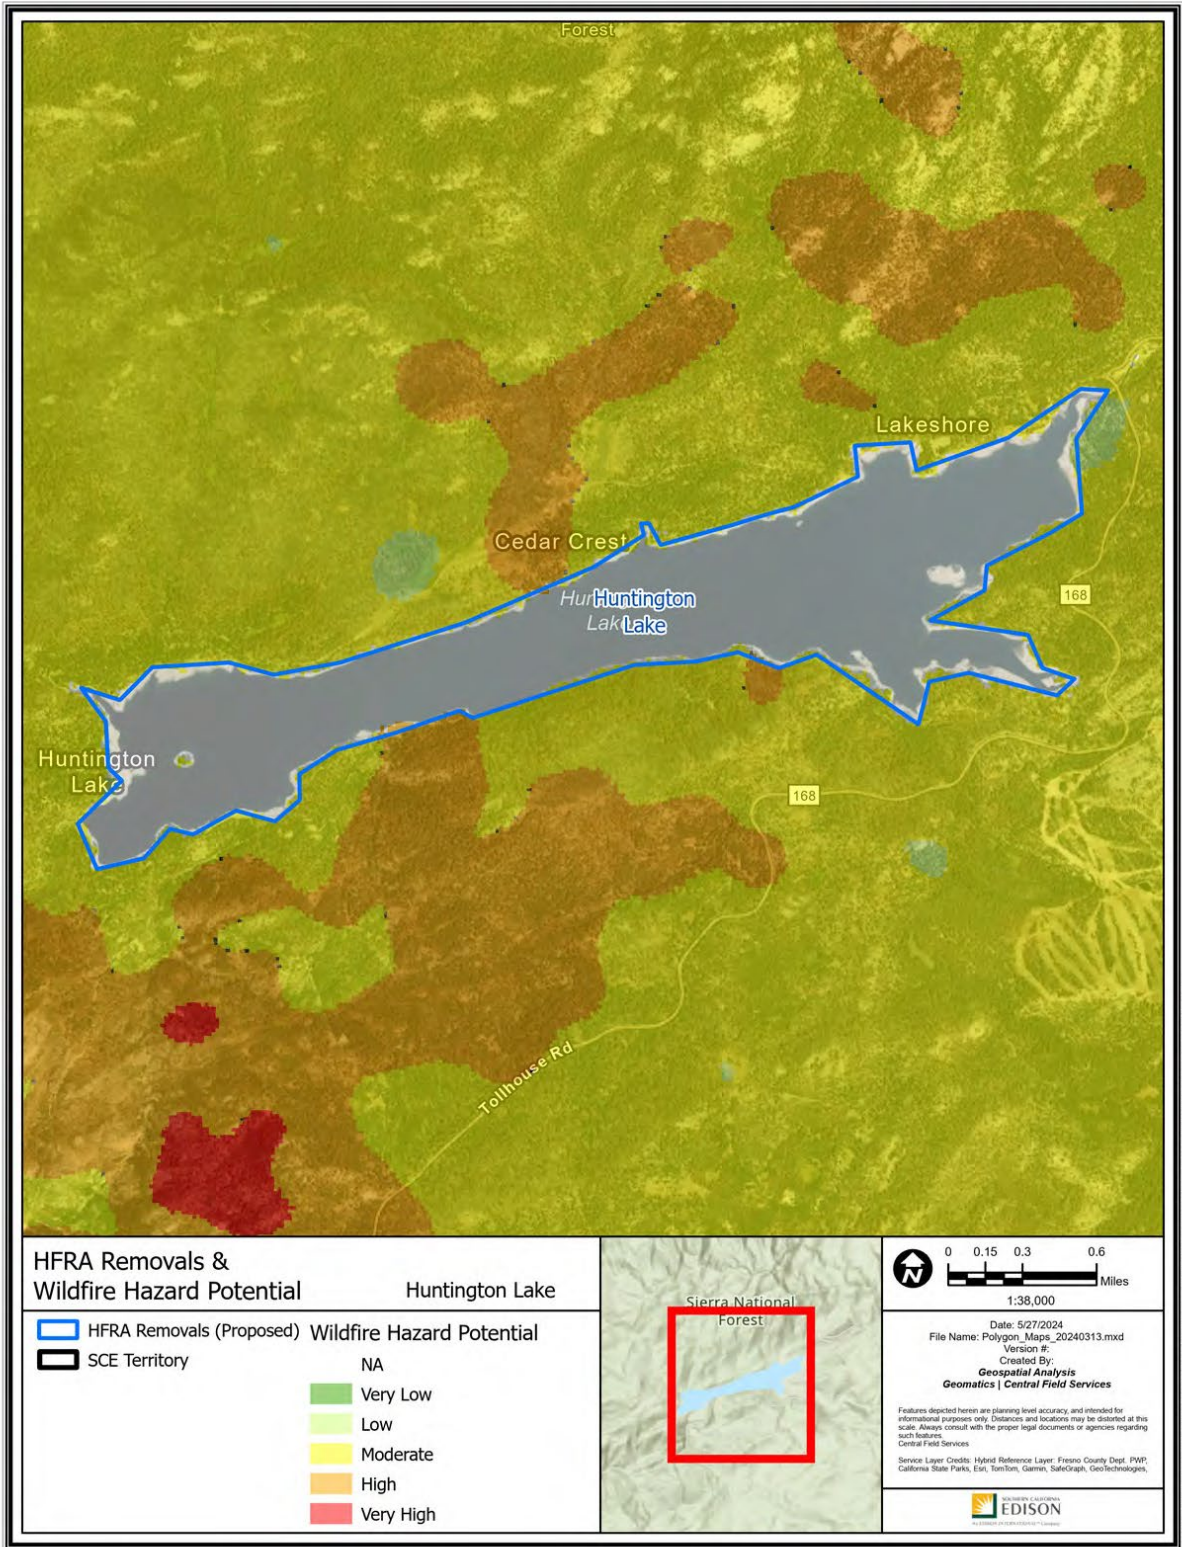 Forest
Lakeshore
Cedar Crest
Huntington
Lake
Huntington
Lake
168
168
Tollhouse Rd
HFRA Removals &
Wildfire Hazard Potential
Huntington Lake
HFRA Removals (Proposed)
SCE Territory
Wildfire Hazard Potential
NA
Very Low
Low
Moderate
High
Very High
Sierra National
Forest
N
0 0.15 0.3 0.6
Miles
1:38,000
Date: 5/27/2024
File Name: Polygon_Maps_20240313.mxd
Version #:
Created By:
Geospatial Analysis
Geomatics | Central Field Services
Features depicted herein are planning level accuracy, and intended for
informational purposes only. Distances and locations may be distorted at this
scale. Always consult with the proper legal documents or agencies regarding
such features.
Central Field Services
Service Layer Credits: Hybrid Reference Layer: Fresno County Dept. PWP,
California State Parks, Esri, TomTom, Garmin, SafeGraph, GeoTechnologies,
SOUTHERN CALIFORNIA
EDISON
An EDISON INTERNATIONAL™ Company